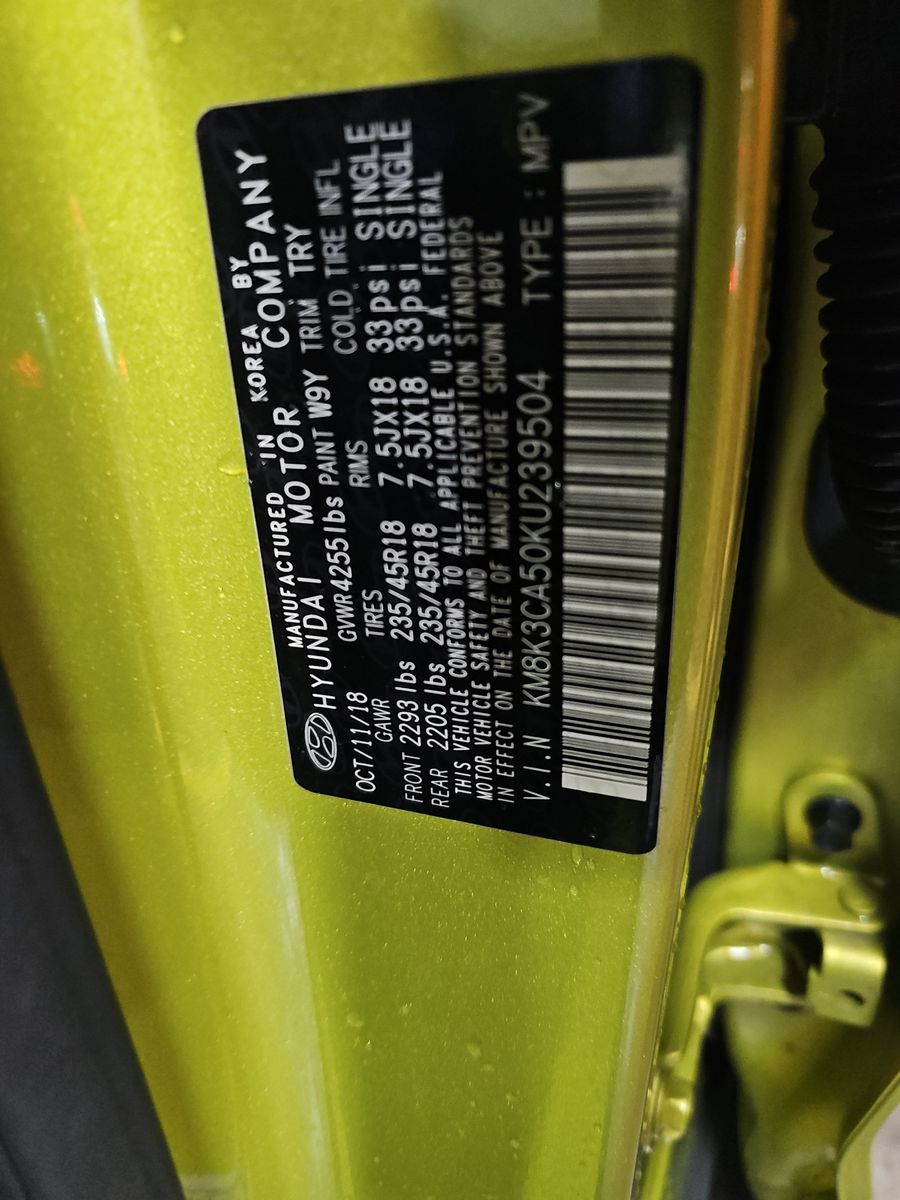 MANUFACTURED IN KOREA BY
HYUNDAI MOTOR COMPANY
OCT/11/18 GVWR 4255lbs PAINT W9Y TRIM TRY
GAWR TIRES RIMS COLD TIRE INFL
FRONT 2293 lbs 235/45R18 7.5JX18 33psi SINGLE
REAR 2205 lbs 235/45R18 7.5JX18 33psi SINGLE
THIS VEHICLE CONFORMS TO ALL APPLICABLE U.S.A. FEDERAL
MOTOR VEHICLE SAFETY AND THEFT PREVENTION STANDARDS
IN EFFECT ON THE DATE OF MANUFACTURE SHOWN ABOVE
V.I.N KM8K3CA50KU239504 TYPE : MPV